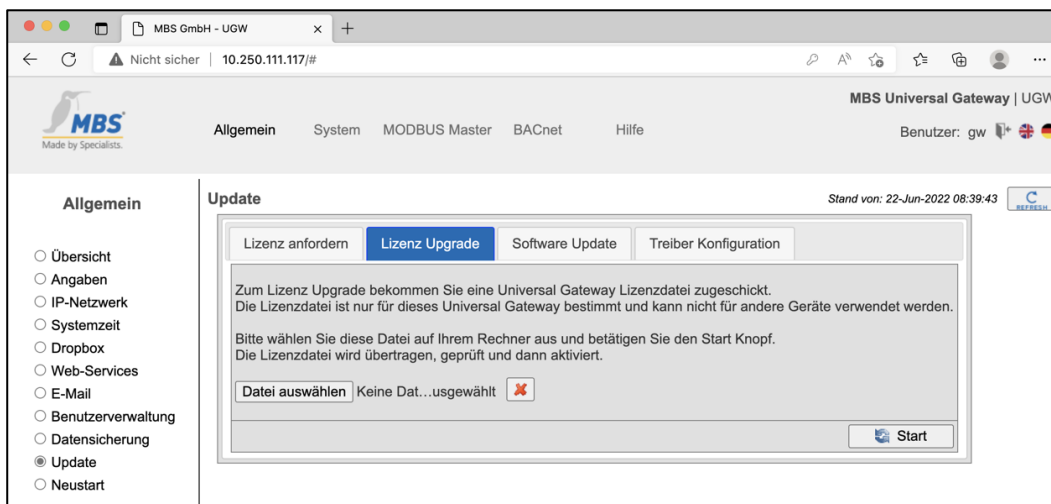 MBS GmbH - UGW
Nicht sicher | 10.250.111.117/#
MBS
Made by Specialists.
Allgemein System MODBUS Master BACnet Hilfe
MBS Universal Gateway | UGW
Benutzer: gw
Allgemein
Übersicht
Angaben
IP-Netzwerk
Systemzeit
Dropbox
Web-Services
E-Mail
Benutzerverwaltung
Datensicherung
Update
Neustart
Update
Stand von: 22-Jun-2022 08:39:43
REFRESH
Lizenz anfordern Lizenz Upgrade Software Update Treiber Konfiguration
Zum Lizenz Upgrade bekommen Sie eine Universal Gateway Lizenzdatei zugeschickt.
Die Lizenzdatei ist nur für dieses Universal Gateway bestimmt und kann nicht für andere Geräte verwendet werden.
Bitte wählen Sie diese Datei auf Ihrem Rechner aus und betätigen Sie den Start Knopf.
Die Lizenzdatei wird übertragen, geprüft und dann aktiviert.
Datei auswählen Keine Dat…usgewählt
Start